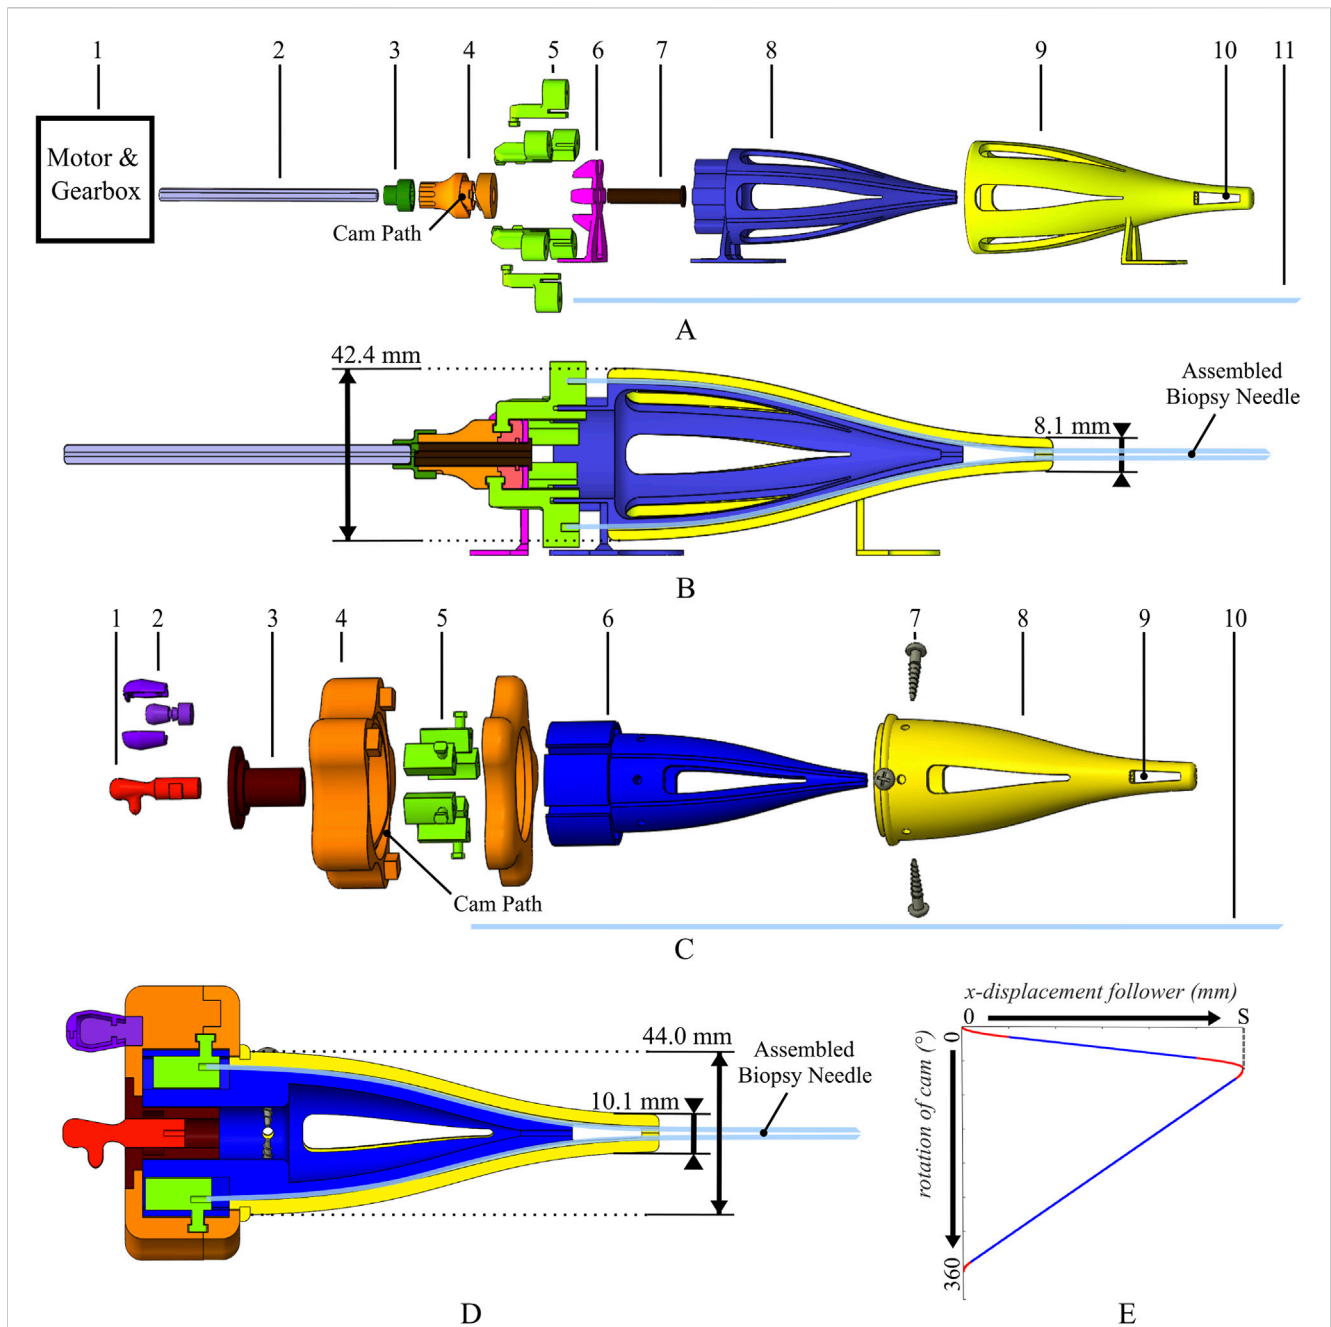 1 2 3 4 5 6 7 8 9 10 11
Motor &
Gearbox
Cam Path
A
42.4 mm
Assembled
Biopsy Needle
8.1 mm
B
1 2 3 4 5 6 7 8 9 10
Cam Path
C
44.0 mm
Assembled
Biopsy Needle
10.1 mm
D
x-displacement follower (mm)
0 S
0
rotation of cam (°)
360
E